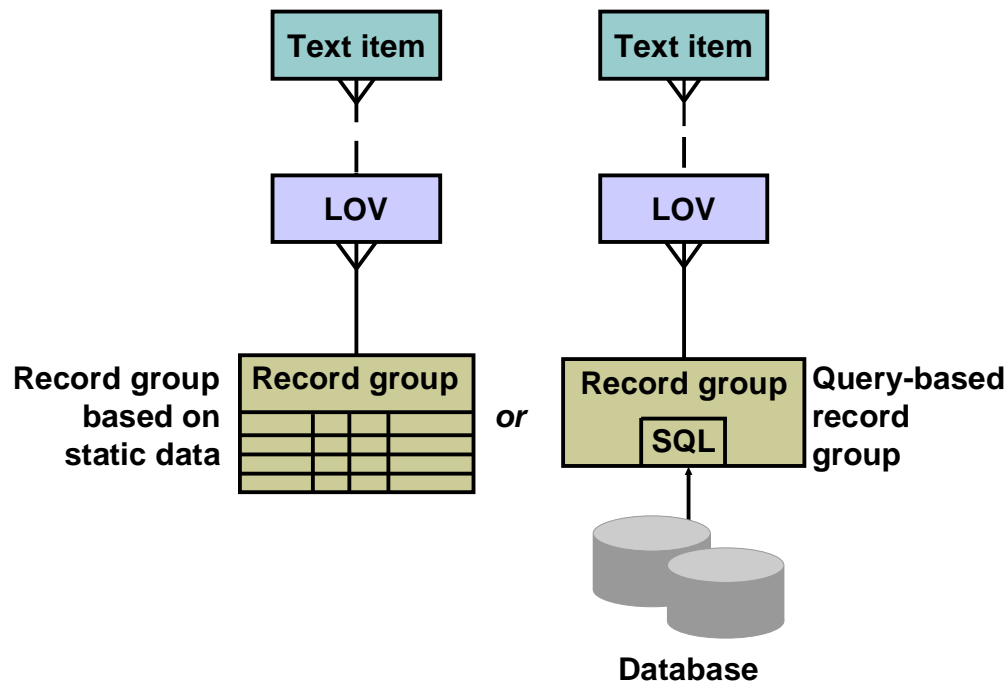 Text item
Text item
LOV
LOV
Record group
based on
static data
Record group
or
Record group
SQL
Query-based
record
group
Database